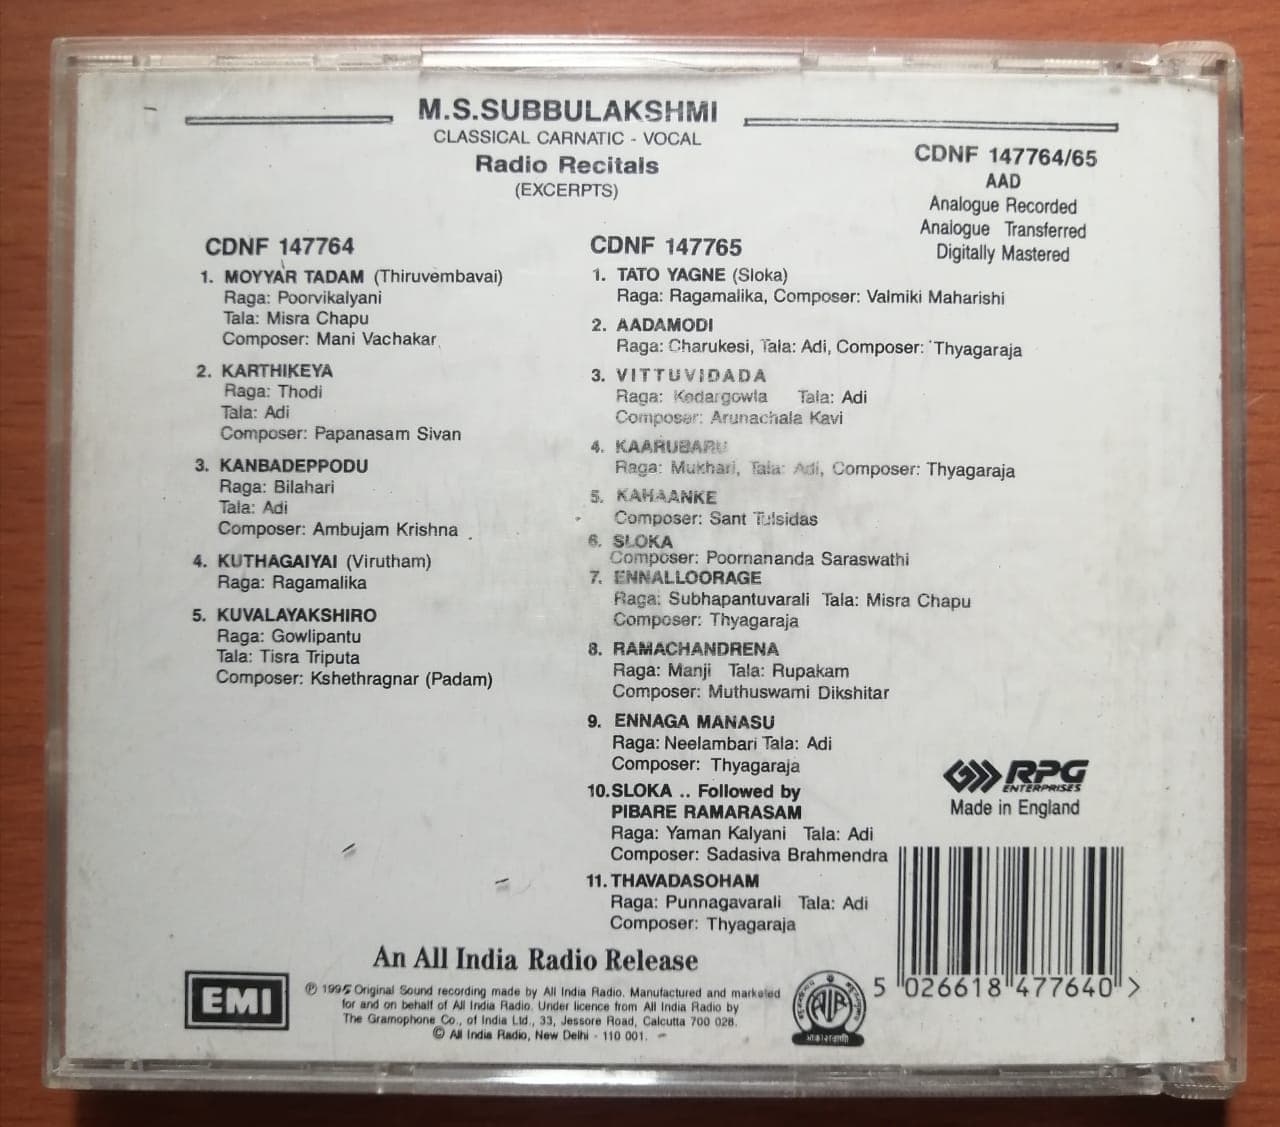 M.S.SUBBULAKSHMI
CLASSICAL CARNATIC - VOCAL
Radio Recitals
(EXCERPTS)
CDNF 147764/65
AAD
Analogue Recorded
Analogue Transferred
Digitally Mastered
CDNF 147764
1. MOYYAR TADAM (Thiruvembavai)
Raga: Poorvikalyani
Tala: Misra Chapu
Composer: Mani Vachakar
2. KARTHIKEYA
Raga: Thodi
Tala: Adi
Composer: Papanasam Sivan
3. KANBADEPPODU
Raga: Bilahari
Tala: Adi
Composer: Ambujam Krishna
4. KUTHAGAIYAI (Virutham)
Raga: Ragamalika
5. KUVALAYAKSHIRO
Raga: Gowlipantu
Tala: Tisra Triputa
Composer: Kshethragnar (Padam)
CDNF 147765
1. TATO YAGNE (Sloka)
Raga: Ragamalika, Composer: Valmiki Maharishi
2. AADAMODI
Raga: Charukesi, Tala: Adi, Composer: Thyagaraja
3. VITTUVIDADA
Raga: Kedargowla Tala: Adi
Composer: Arunachala Kavi
4. KAARUBARU
Raga: Mukhari, Tala: Adi, Composer: Thyagaraja
5. KAHAANKE
Composer: Sant Tulsidas
6. SLOKA
Composer: Poornananda Saraswathi
7. ENNALLOORAGE
Raga: Subhapantuvarali Tala: Misra Chapu
Composer: Thyagaraja
8. RAMACHANDRENA
Raga: Manji Tala: Rupakam
Composer: Muthuswami Dikshitar
9. ENNAGA MANASU
Raga: Neelambari Tala: Adi
Composer: Thyagaraja
10. SLOKA .. Followed by
PIBARE RAMARASAM
Raga: Yaman Kalyani Tala: Adi
Composer: Sadasiva Brahmendra
11. THAVADASOHAM
Raga: Punnagavarali Tala: Adi
Composer: Thyagaraja
RPG
ENTERPRISES
Made in England
5 026618 477640 >
An All India Radio Release
EMI
℗ 1995 Original Sound recording made by All India Radio. Manufactured and marketed
for and on behalf of All India Radio. Under licence from All India Radio by
The Gramophone Co., of India Ltd., 33, Jessore Road, Calcutta 700 028.
© All India Radio, New Delhi - 110 001.
AIR
आकाशवाणी